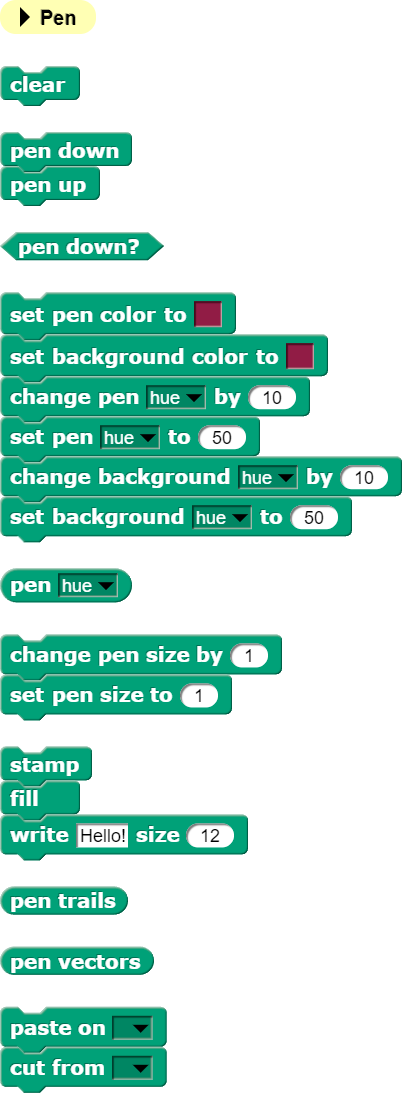 Pen
clear
pen down
pen up
pen down?
set pen color to
set background color to
change pen hue by 10
set pen hue to 50
change background hue by 10
set background hue to 50
pen hue
change pen size by 1
set pen size to 1
stamp
fill
write Hello! size 12
pen trails
pen vectors
paste on
cut from